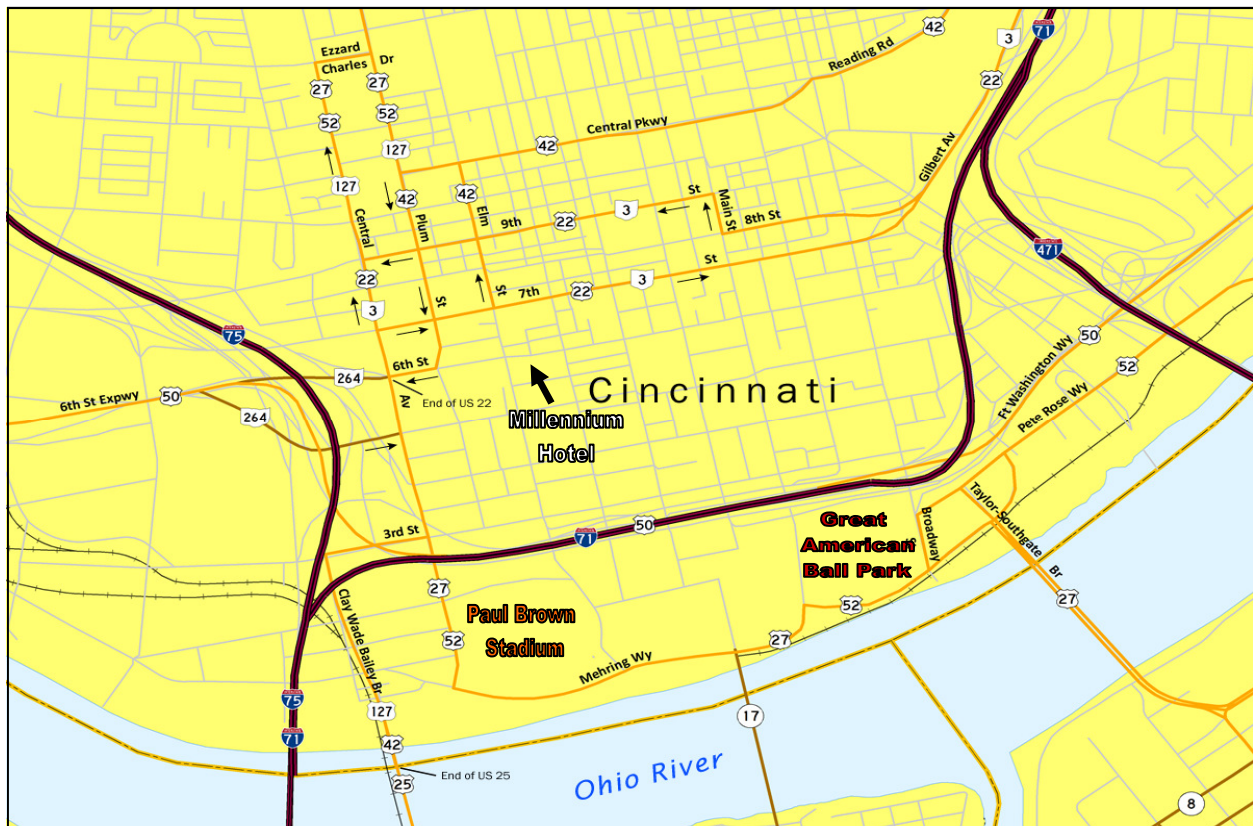 Ezzard
Charles
Dr
27
27
52
52
127
127
42
Reading Rd
3
71
22
Central Pkwy
42
42
42
Gilbert Av
Plum
Elm
Central
9th
22
3
St
Main St
8th St
471
22
3
St
St
7th
22
3
St
75
6th St
264
End of US 22
Av
6th St Expwy
50
264
Cincinnati
Millennium
Hotel
50
52
Ft Washington Wy
Pete Rose Wy
3rd St
71
50
Great
American
Ball Park
Broadway
Taylor-Southgate
Br
27
Clay Wade Bailey Br
27
52
Paul Brown
Stadium
52
27
Mehring Wy
75
71
127
42
25
End of US 25
17
Ohio River
8